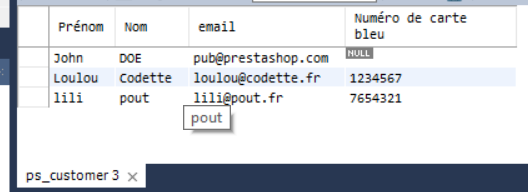 Prénom Nom email Numéro de carte bleu
John DOE pub@prestashop.com NULL
Loulou Codette loulou@codette.fr 1234567
lili pout lili@pout.fr 7654321
pout
ps_customer 3 ×